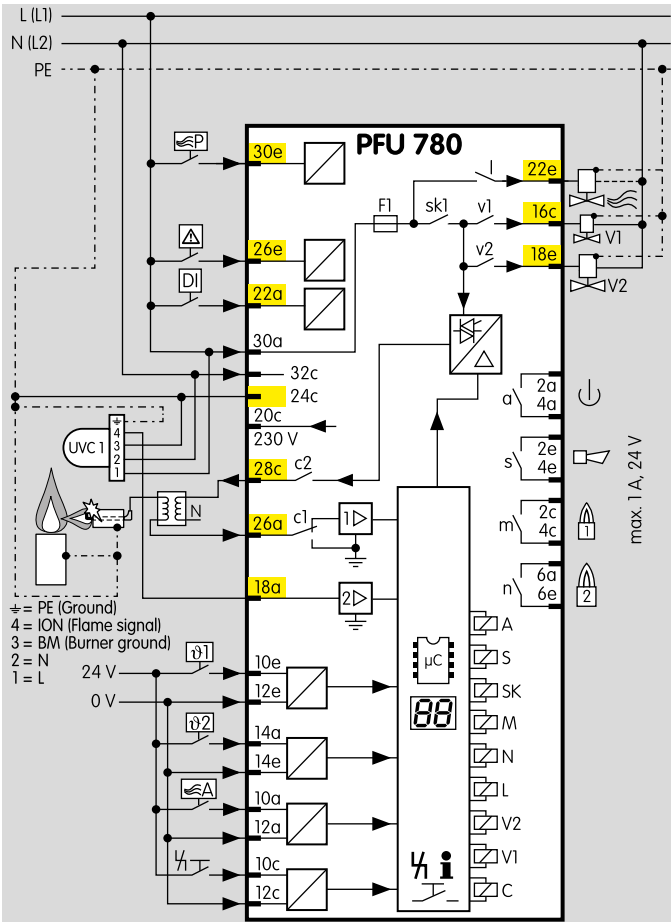 L (L1)
N (L2)
PE
PFU 780
P
30e
l
22e
F1
sk1
v1
16c
V1
26e
v2
18e
V2
DI
22a
30a
32c
24c
20c
230 V
a
2a
4a
UVC 1
4
3
2
1
28c
c2
s
2e
4e
max. 1 A, 24 V
N
26a
c1
1
m
2c
4c
1
18a
2
n
6a
6e
2
= PE (Ground)
4 = ION (Flame signal)
3 = BM (Burner ground)
2 = N
1 = L
A
µC
S
24 V
ϑ1
10e
SK
0 V
12e
88
M
ϑ2
14a
N
14e
L
A
10a
V2
12a
V1
10c
i
C
12c